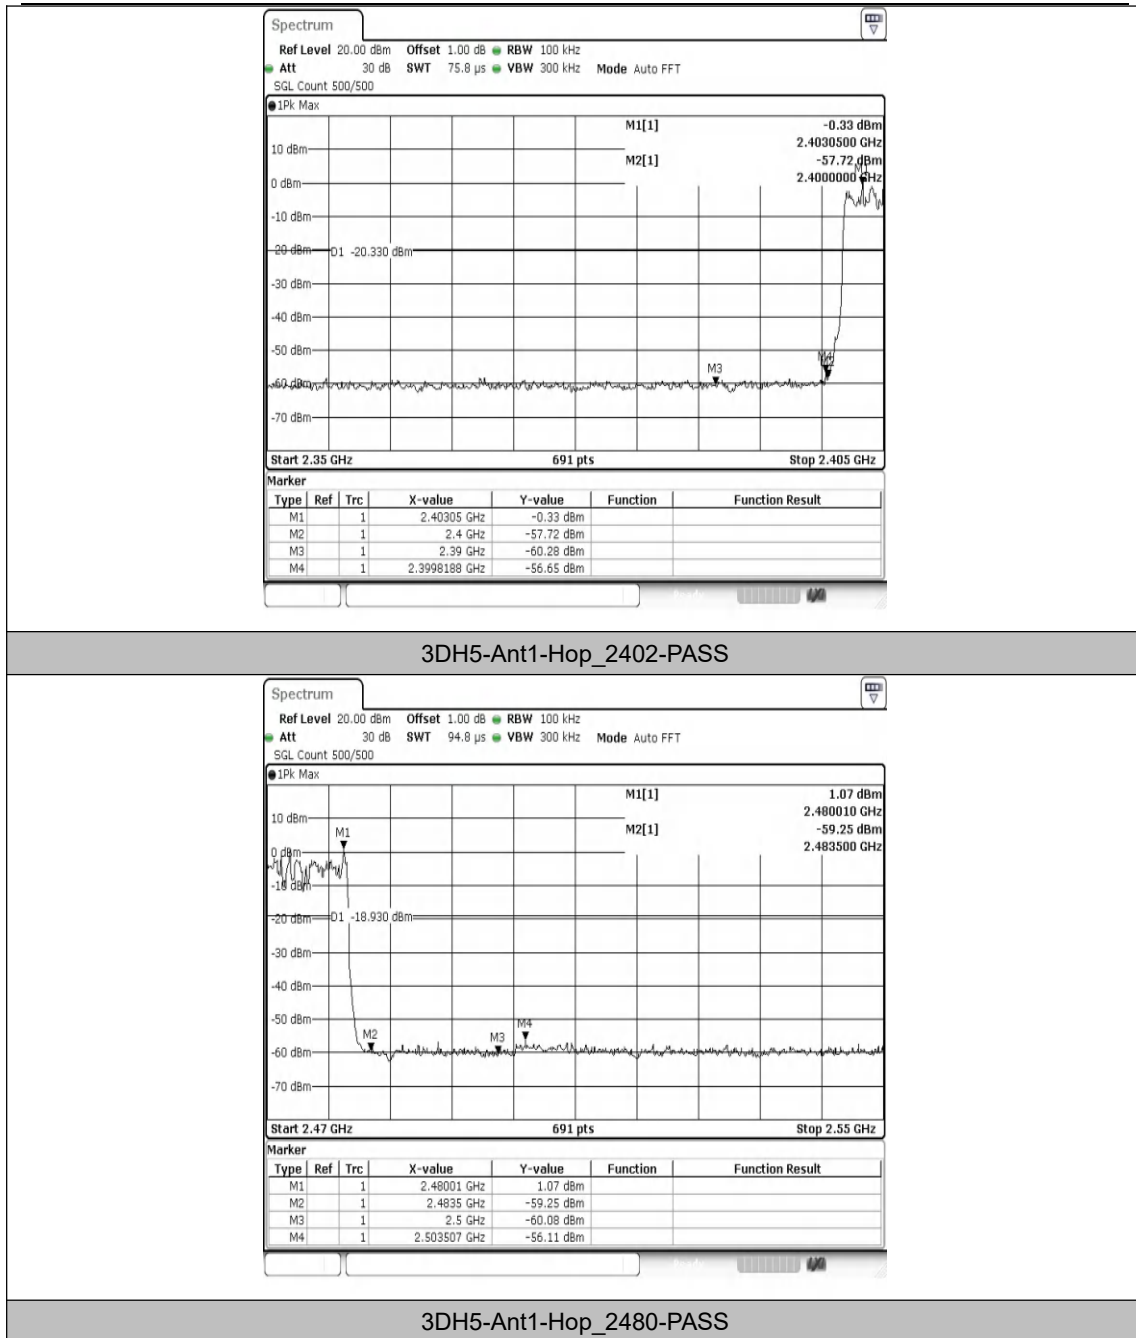 Spectrum
Ref Level 20.00 dBm Offset 1.00 dB RBW 100 kHz
Att 30 dB SWT 75.8 µs VBW 300 kHz Mode Auto FFT
SGL Count 500/500
1Pk Max
M1[1] -0.33 dBm
2.4030500 GHz
M2[1] -57.72 dBm
2.4000000 GHz
10 dBm
0 dBm
-10 dBm
-20 dBm
D1 -20.330 dBm
-30 dBm
-40 dBm
-50 dBm
M3
-60 dBm
-70 dBm
Start 2.35 GHz 691 pts Stop 2.405 GHz
Marker
Type Ref Trc X-value Y-value Function Function Result
M1 1 2.40305 GHz -0.33 dBm
M2 1 2.4 GHz -57.72 dBm
M3 1 2.39 GHz -60.28 dBm
M4 1 2.3998188 GHz -56.65 dBm
3DH5-Ant1-Hop_2402-PASS
Spectrum
Ref Level 20.00 dBm Offset 1.00 dB RBW 100 kHz
Att 30 dB SWT 94.8 µs VBW 300 kHz Mode Auto FFT
SGL Count 500/500
1Pk Max
M1[1] 1.07 dBm
2.480010 GHz
M2[1] -59.25 dBm
2.483500 GHz
10 dBm
M1
0 dBm
-10 dBm
-20 dBm
D1 -18.930 dBm
-30 dBm
-40 dBm
-50 dBm
M2 M3 M4
-60 dBm
-70 dBm
Start 2.47 GHz 691 pts Stop 2.55 GHz
Marker
Type Ref Trc X-value Y-value Function Function Result
M1 1 2.48001 GHz 1.07 dBm
M2 1 2.4835 GHz -59.25 dBm
M3 1 2.5 GHz -60.08 dBm
M4 1 2.503507 GHz -56.11 dBm
3DH5-Ant1-Hop_2480-PASS